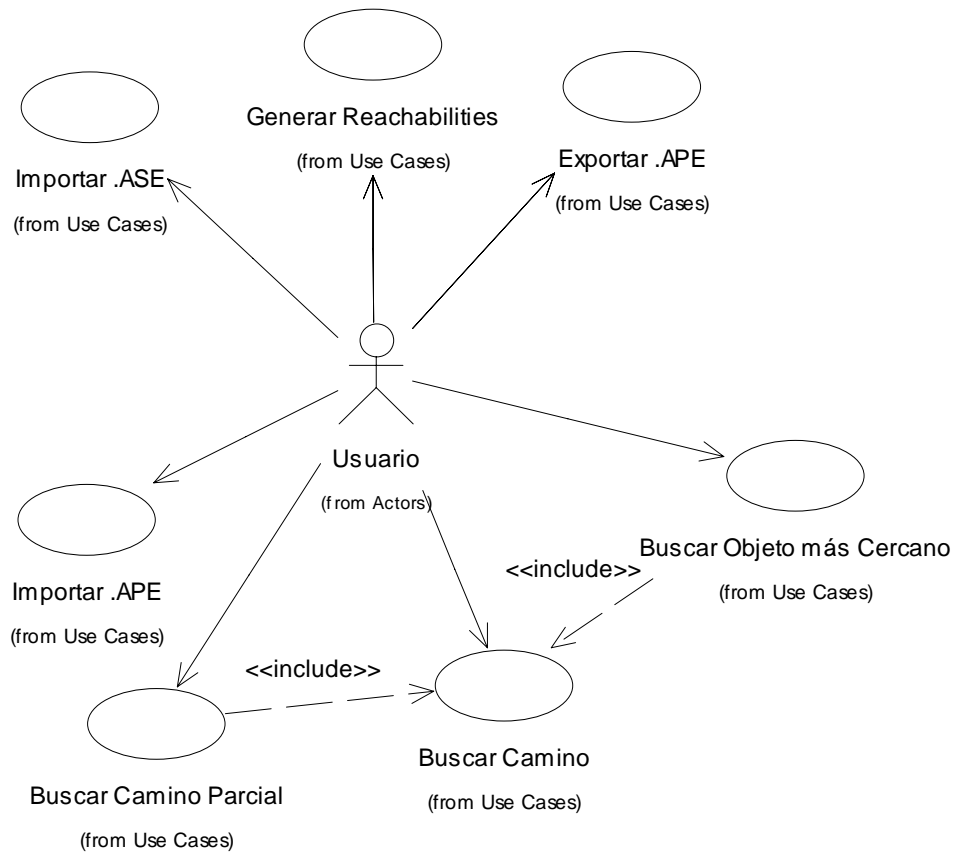 Generar Reachabilities
(from Use Cases)
Importar .ASE
(from Use Cases)
Exportar .APE
(from Use Cases)
Usuario
(from Actors)
Importar .APE
(from Use Cases)
Buscar Objeto más Cercano
(from Use Cases)
<<include>>
<<include>>
Buscar Camino
(from Use Cases)
Buscar Camino Parcial
(from Use Cases)